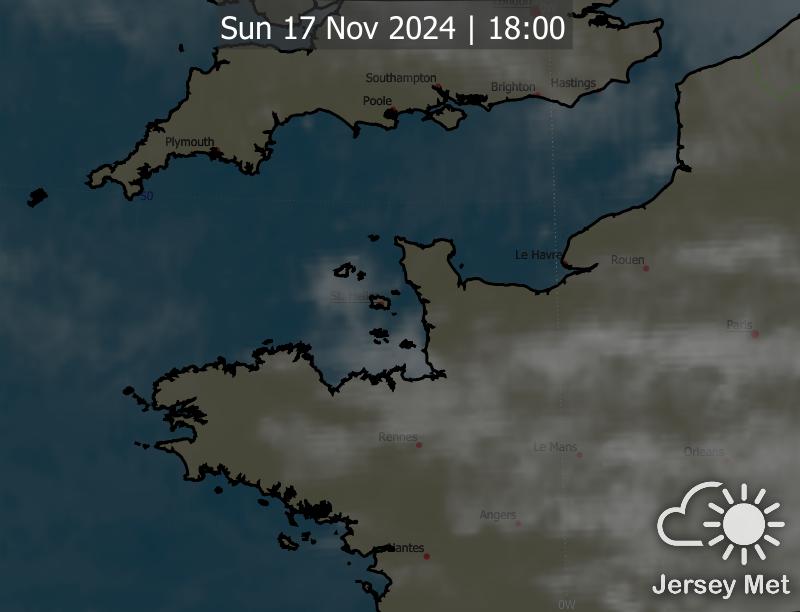 London
Sun 17 Nov 2024 | 18:00
Southampton
Brighton
Hastings
Poole
Plymouth
50
Le Havre
Rouen
St. Helier
Paris
Rennes
Le Mans
Orleans
Angers
Nantes
0W
Jersey Met